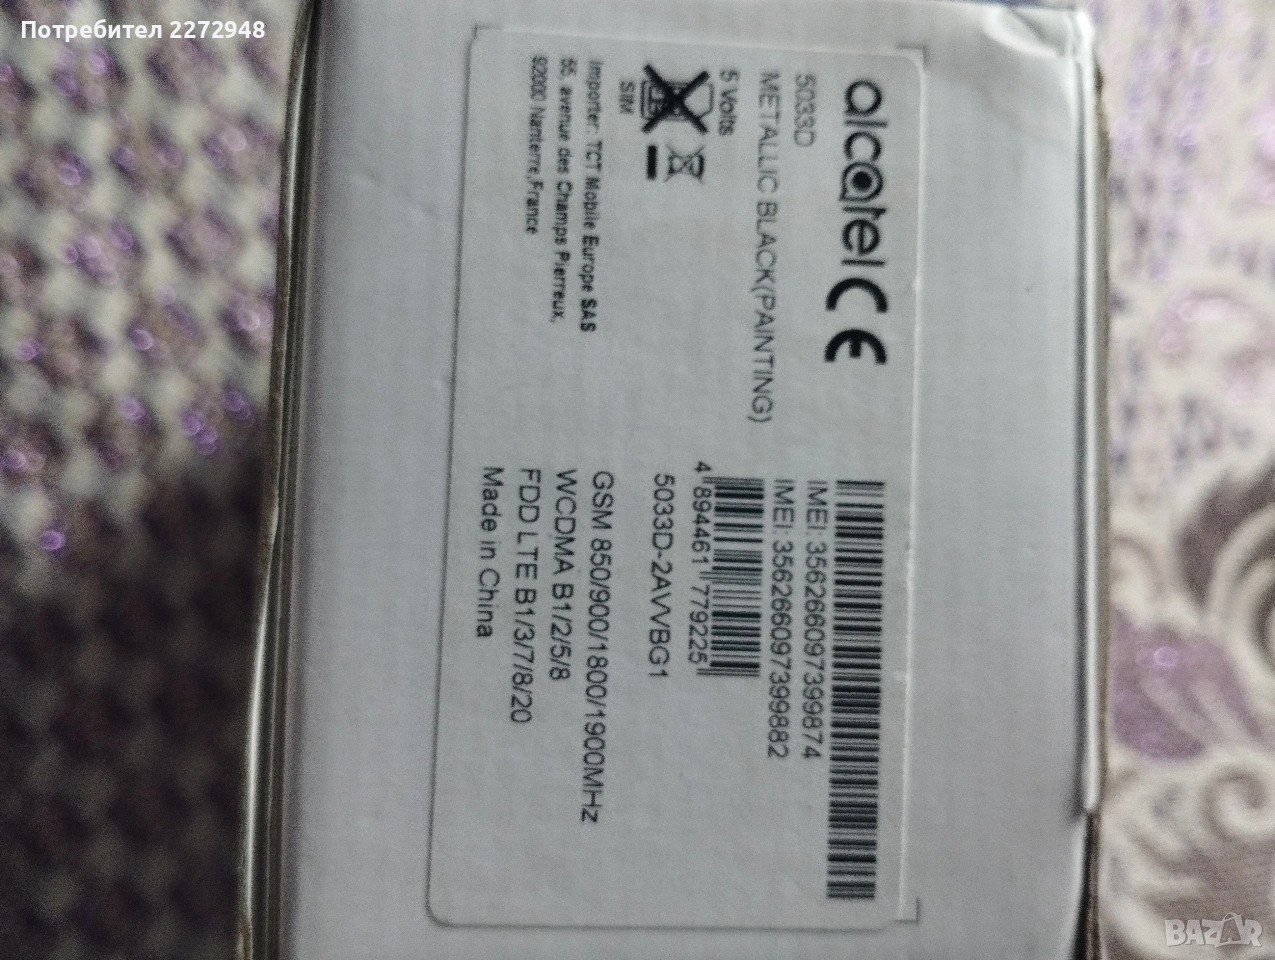 Потребител 2272948
alcatel CE
5033D
METALLIC BLACK(PAINTING)
5 Volts
SIM
Importer: TCT Mobile Europe SAS
55, avenue des Champs Pierreux,
92000 Nanterre,France
IMEI: 356266097399874
IMEI: 356266097399882
4 894461 779225
5033D-2AVVBG1
GSM 850/900/1800/1900MHz
WCDMA B1/2/5/8
FDD LTE B1/3/7/8/20
Made in China
BAZAR